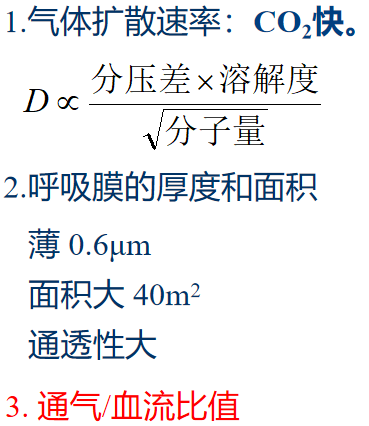 1.气体扩散速率：CO₂快。
D ∝ 分压差×溶解度 / √分子量
2.呼吸膜的厚度和面积
薄 0.6μm
面积大 40m²
通透性大
3. 通气/血流比值